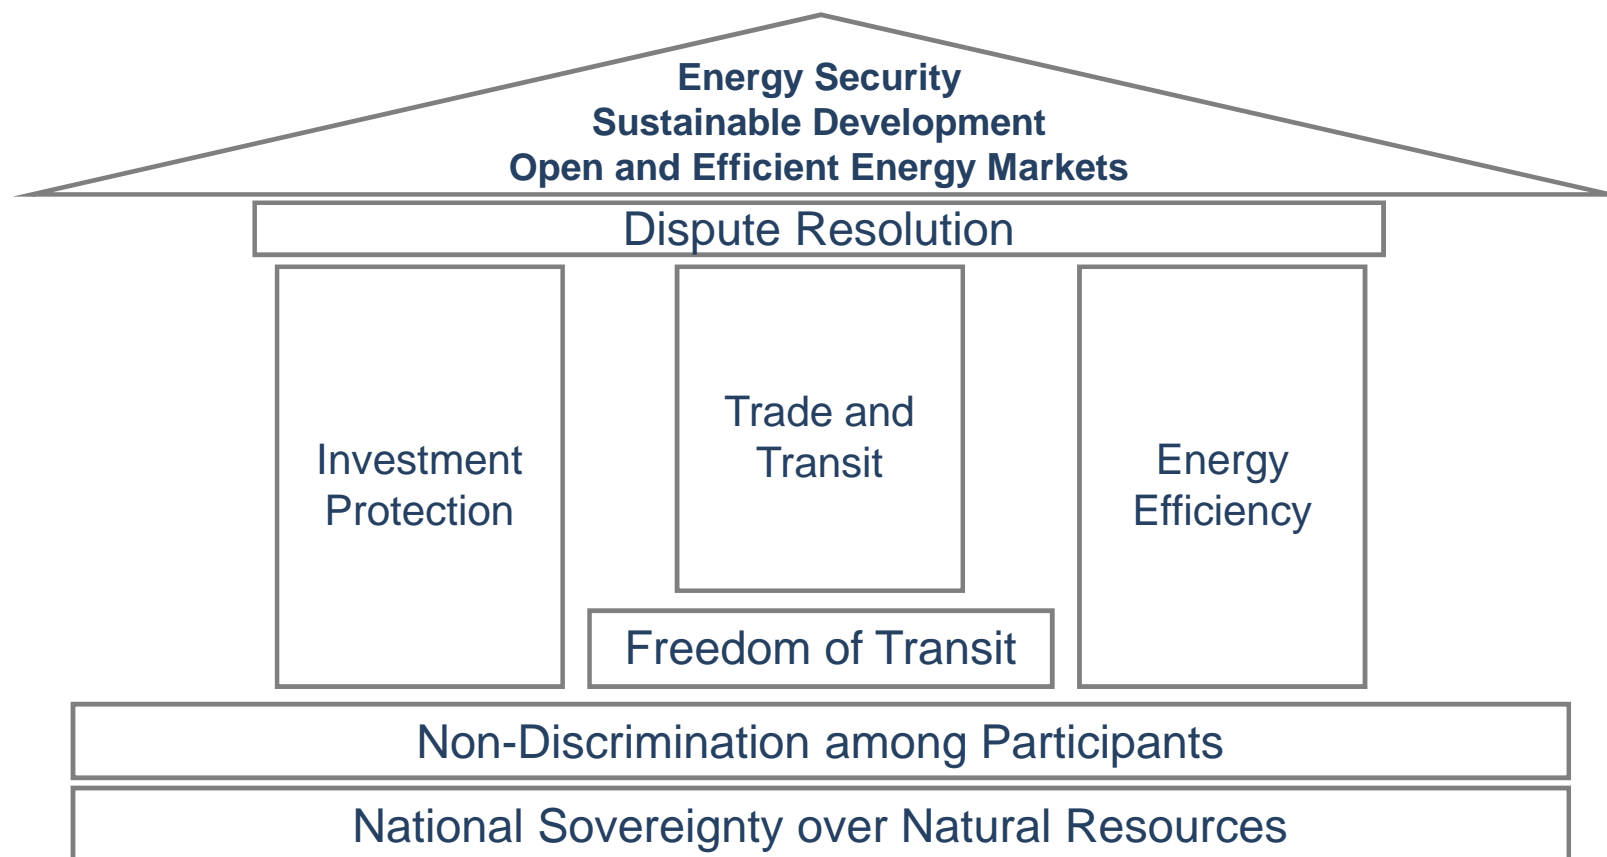 Energy Security
Sustainable Development
Open and Efficient Energy Markets
Dispute Resolution
Investment
Protection
Trade and
Transit
Energy
Efficiency
Freedom of Transit
Non-Discrimination among Participants
National Sovereignty over Natural Resources